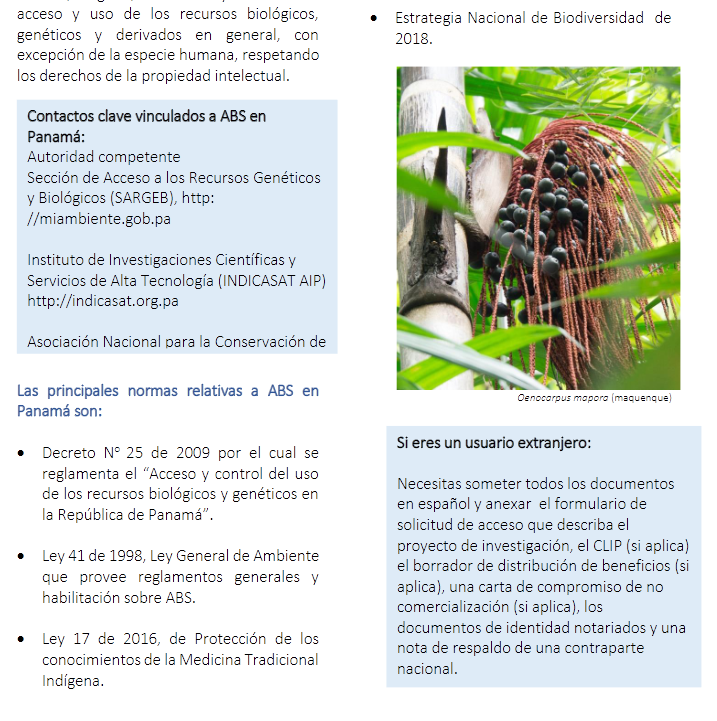 acceso y uso de los recursos biológicos,
genéticos y derivados en general, con
excepción de la especie humana, respetando
los derechos de la propiedad intelectual.
Contactos clave vinculados a ABS en
Panamá:
Autoridad competente
Sección de Acceso a los Recursos Genéticos
y Biológicos (SARGEB), http:
//miambiente.gob.pa
Instituto de Investigaciones Científicas y
Servicios de Alta Tecnología (INDICASAT AIP)
http://indicasat.org.pa
Asociación Nacional para la Conservación de
Las principales normas relativas a ABS en
Panamá son:
• Decreto N° 25 de 2009 por el cual se
reglamenta el “Acceso y control del uso
de los recursos biológicos y genéticos en
la República de Panamá”.
• Ley 41 de 1998, Ley General de Ambiente
que provee reglamentos generales y
habilitación sobre ABS.
• Ley 17 de 2016, de Protección de los
conocimientos de la Medicina Tradicional
Indígena.
• Estrategia Nacional de Biodiversidad de
2018.
Oenocarpus mapora (maquenque)
Si eres un usuario extranjero:
Necesitas someter todos los documentos
en español y anexar el formulario de
solicitud de acceso que describa el
proyecto de investigación, el CLIP (si aplica)
el borrador de distribución de beneficios (si
aplica), una carta de compromiso de no
comercialización (si aplica), los
documentos de identidad notariados y una
nota de respaldo de una contraparte
nacional.